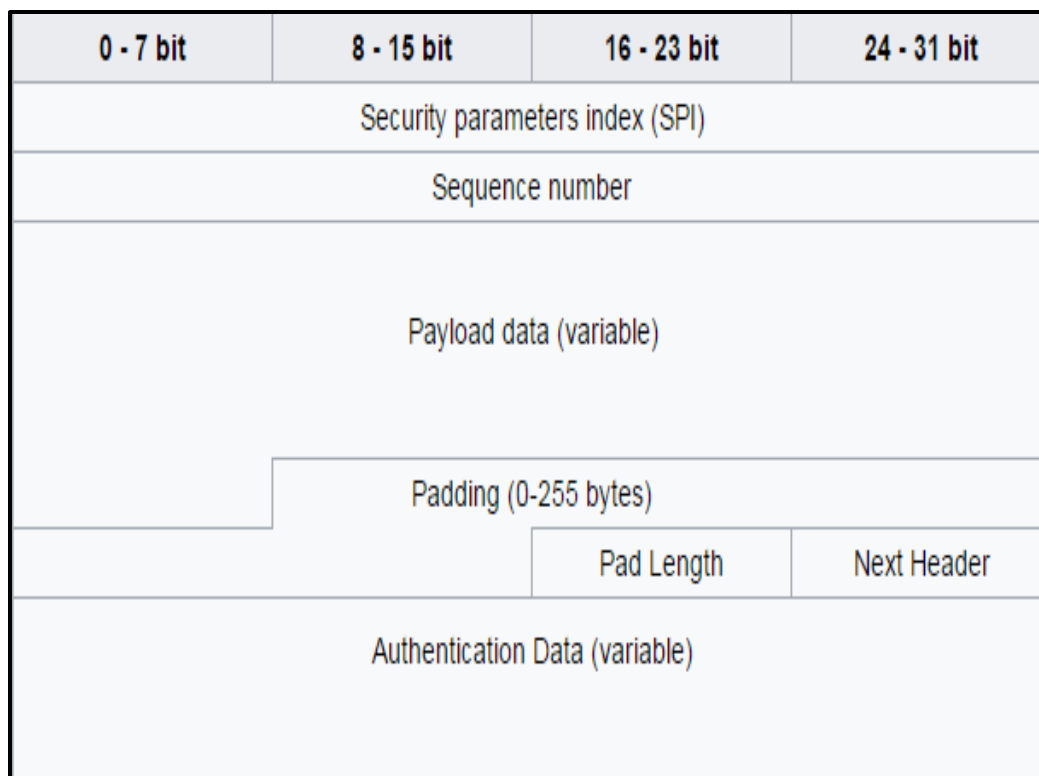 0 - 7 bit 8 - 15 bit 16 - 23 bit 24 - 31 bit
Security parameters index (SPI)
Sequence number
Payload data (variable)
Padding (0-255 bytes)
Pad Length Next Header
Authentication Data (variable)